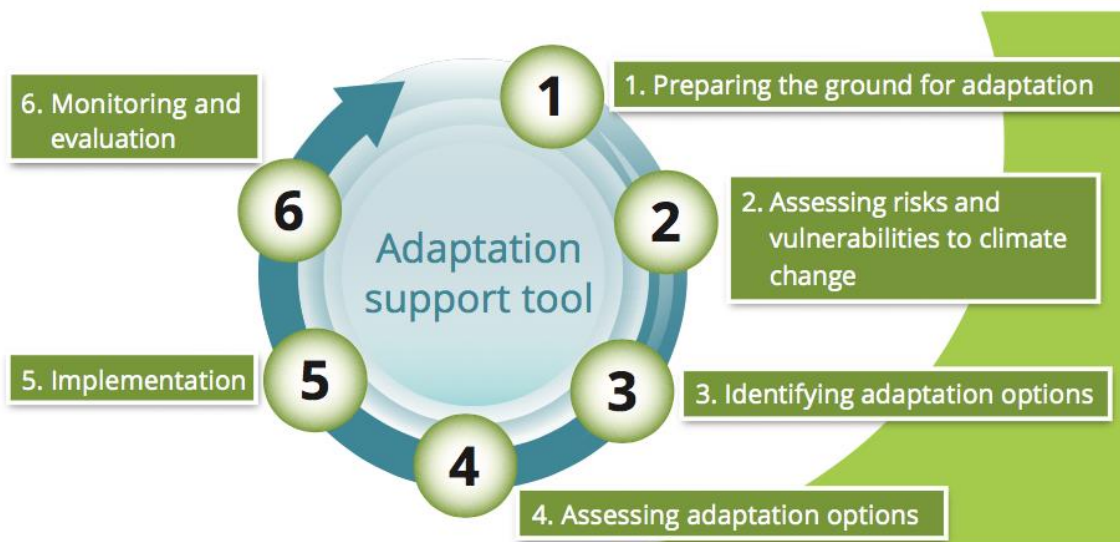 Adaptation
support tool
1
1. Preparing the ground for adaptation
2
2. Assessing risks and
vulnerabilities to climate
change
3
3. Identifying adaptation options
4
4. Assessing adaptation options
5
5. Implementation
6
6. Monitoring and
evaluation